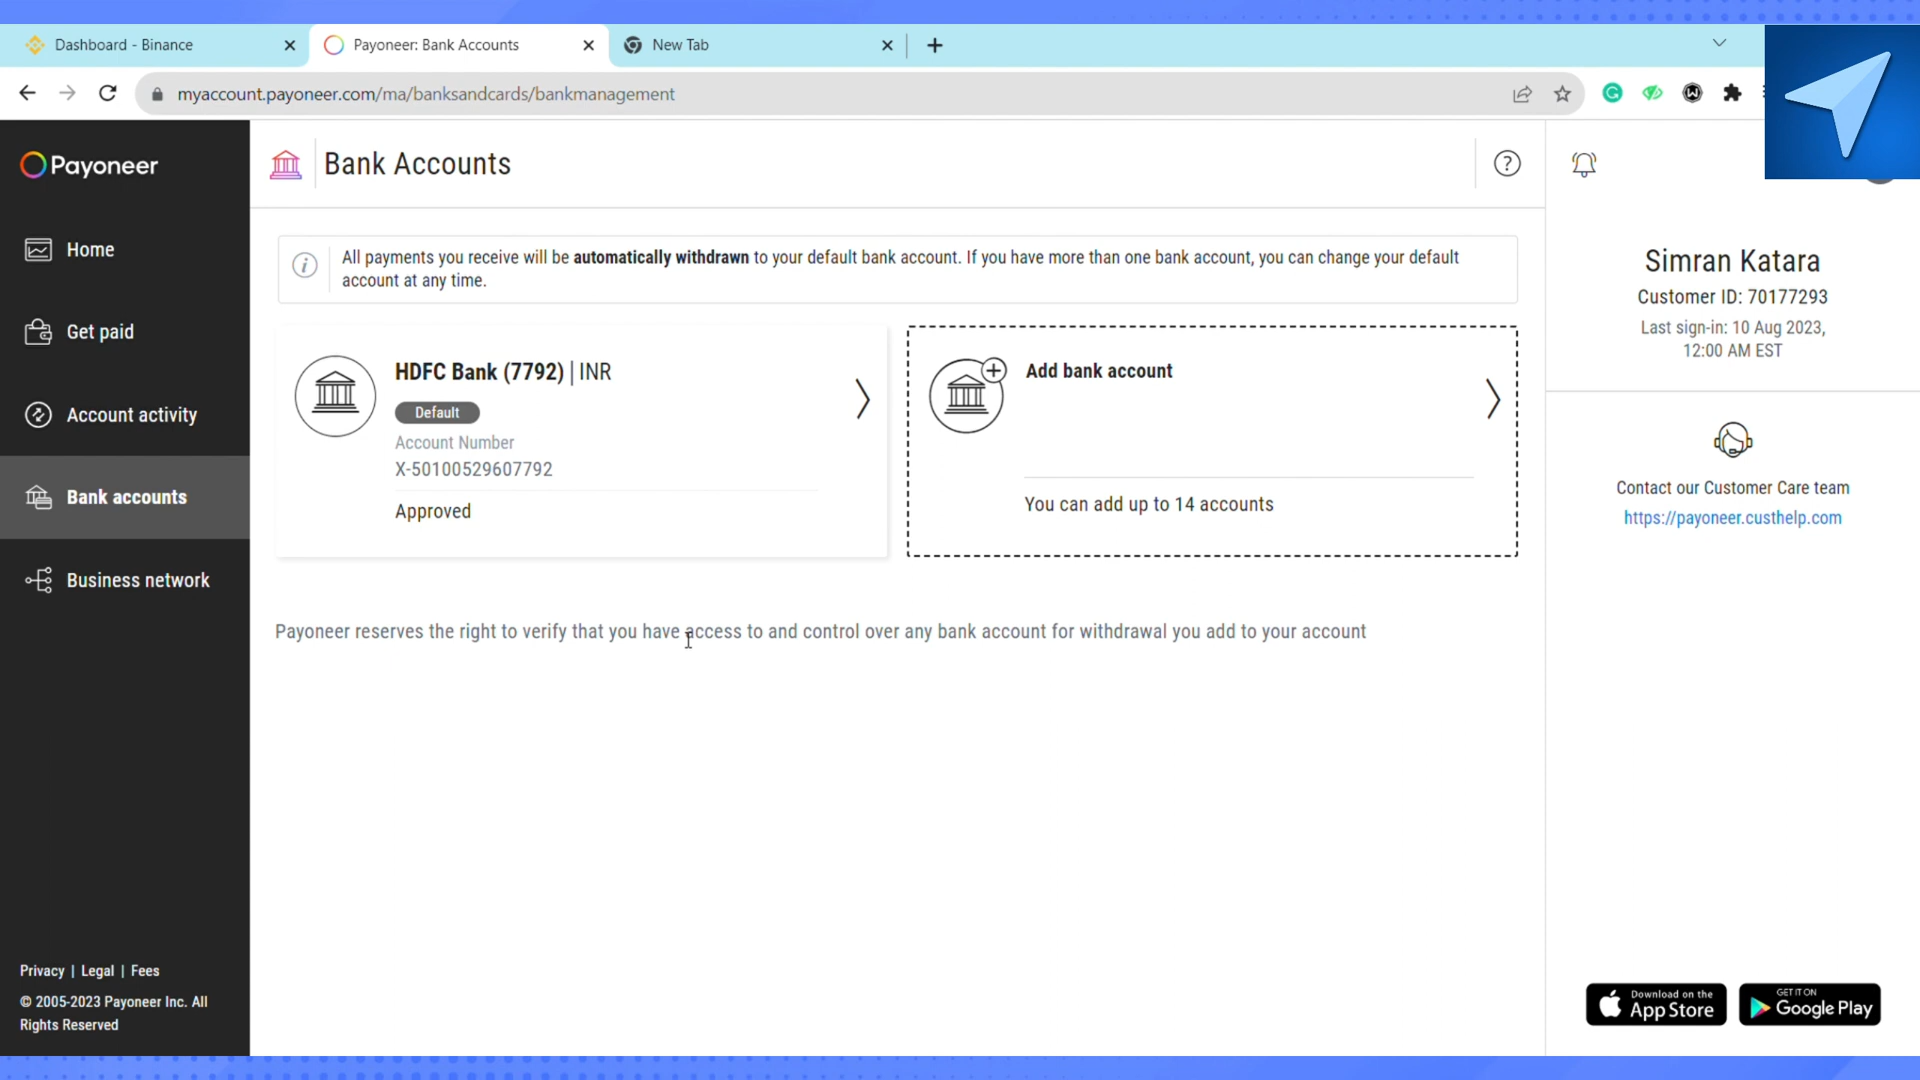 Dashboard - Binance
Payoneer: Bank Accounts
New Tab
myaccount.payoneer.com/ma/banksandcards/bankmanagement
Payoneer
Home
Get paid
Account activity
Bank accounts
Business network
Privacy | Legal | Fees
© 2005-2023 Payoneer Inc. All
Rights Reserved
Bank Accounts
All payments you receive will be automatically withdrawn to your default bank account. If you have more than one bank account, you can change your default
account at any time.
HDFC Bank (7792) | INR
Default
Account Number
X-50100529607792
Approved
Add bank account
You can add up to 14 accounts
Payoneer reserves the right to verify that you have access to and control over any bank account for withdrawal you add to your account
Simran Katara
Customer ID: 70177293
Last sign-in: 10 Aug 2023,
12:00 AM EST
Contact our Customer Care team
https://payoneer.custhelp.com
Download on the
App Store
GET IT ON
Google Play